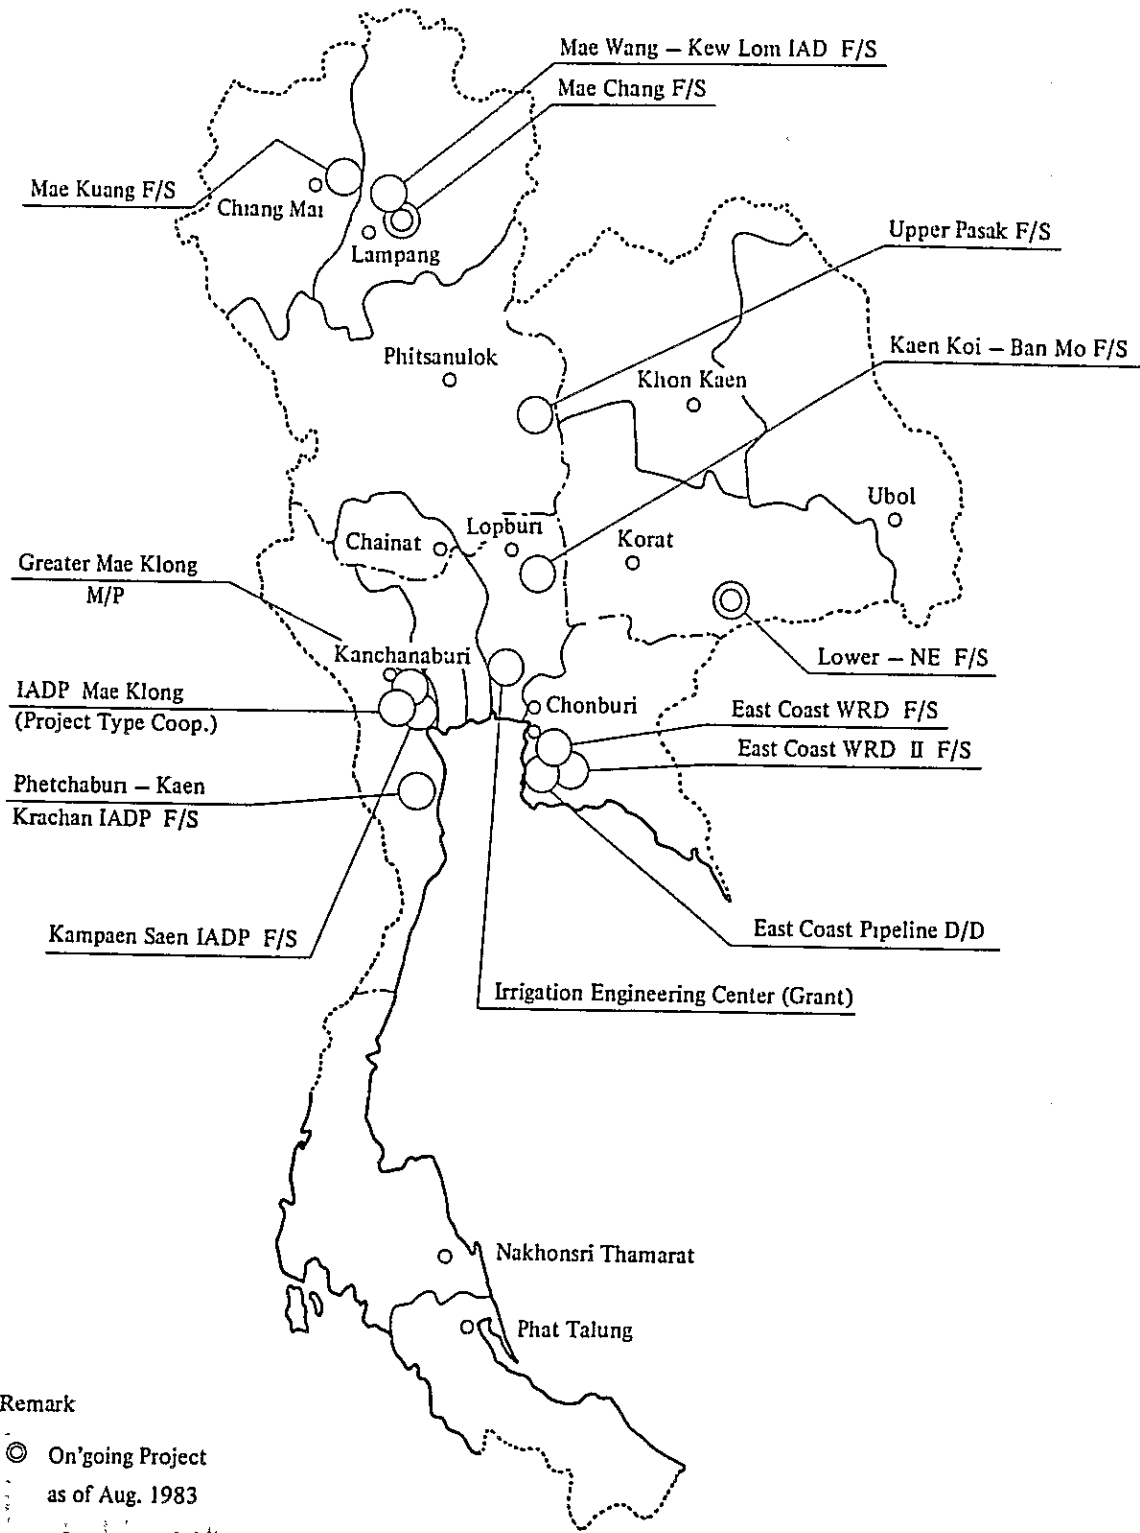 Mae Wang – Kew Lom IAD F/S
Mae Chang F/S
Mae Kuang F/S
Chiang Mai
Lampang
Upper Pasak F/S
Kaen Koi – Ban Mo F/S
Phitsanulok
Khon Kaen
Ubol
Chainat
Lopburi
Korat
Greater Mae Klong
M/P
Kanchanaburi
Lower – NE F/S
IADP Mae Klong
(Project Type Coop.)
Chonburi
East Coast WRD F/S
East Coast WRD II F/S
Phetchaburi – Kaen
Krachan IADP F/S
Kampaen Saen IADP F/S
East Coast Pipeline D/D
Irrigation Engineering Center (Grant)
Nakhonsri Thamarat
Phat Talung
Remark
On'going Project
as of Aug. 1983